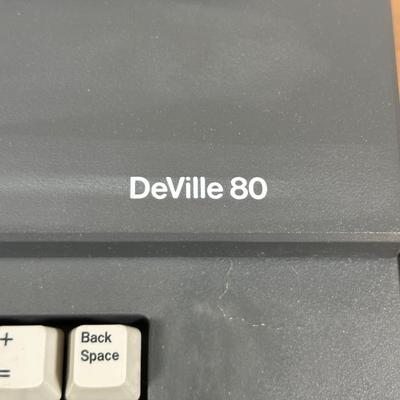 DeVille 80
+
=
Back
Space